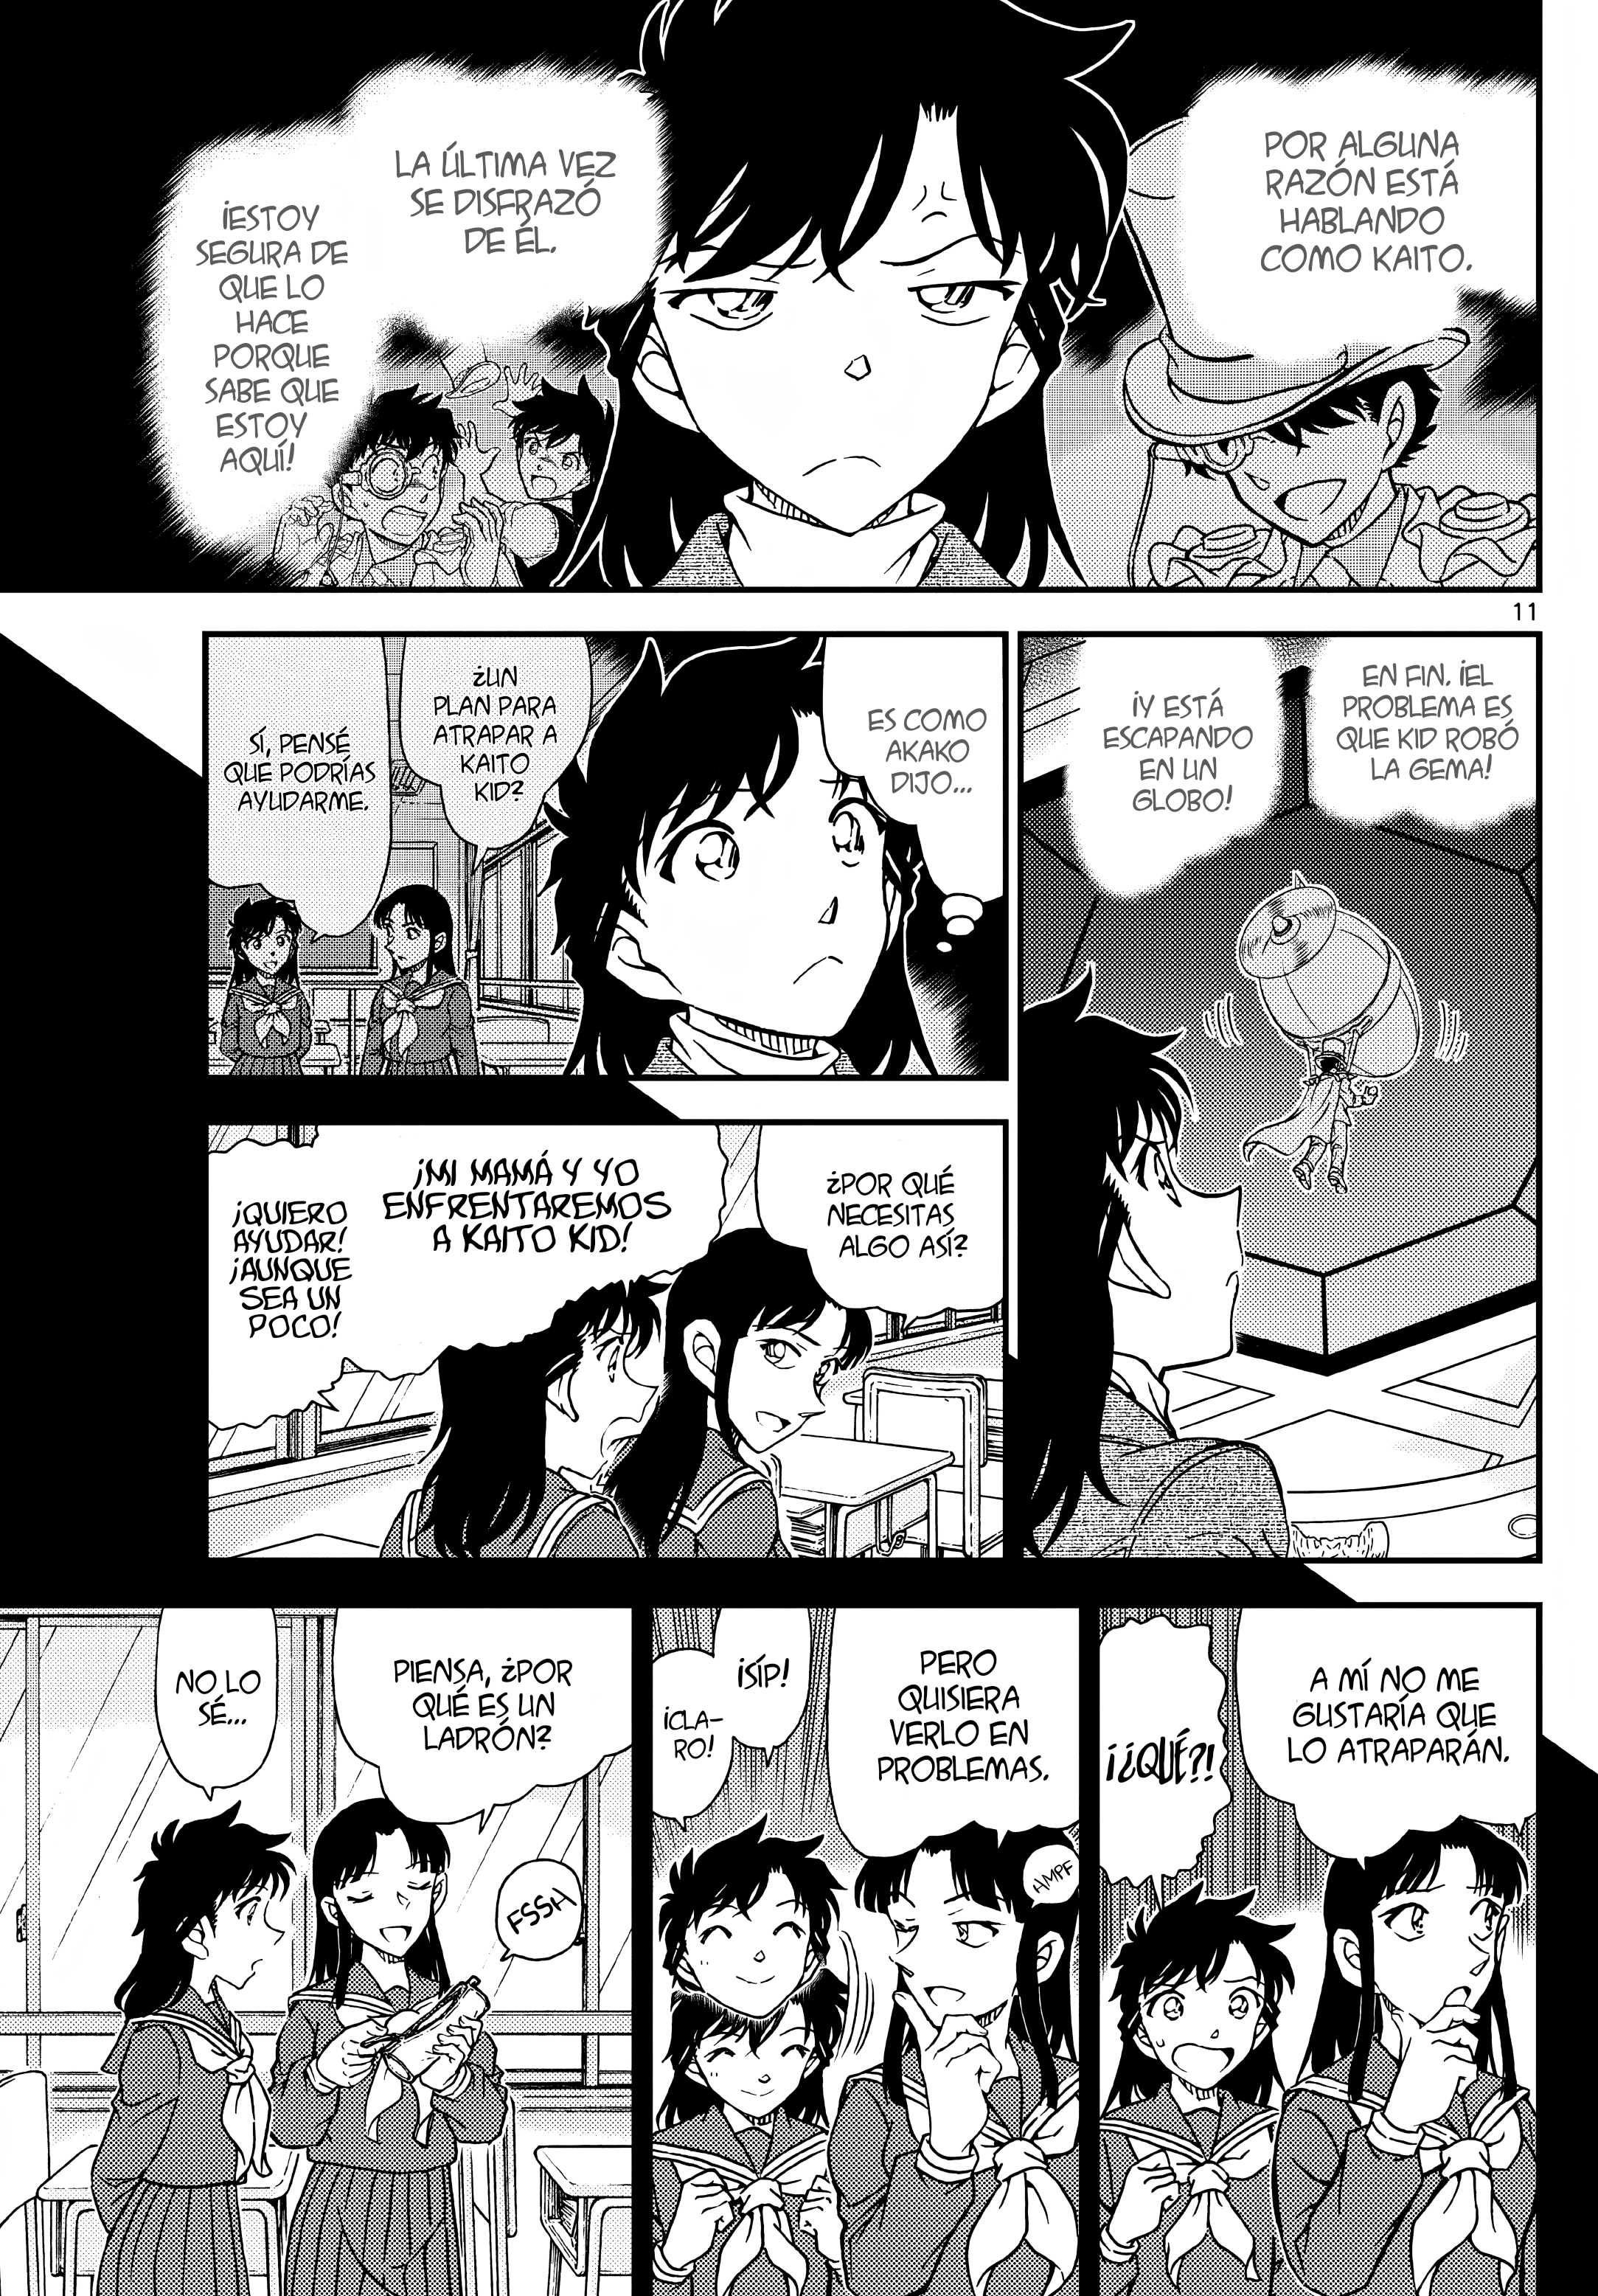 POR ALGUNA
RAZÓN ESTÁ
HABLANDO
COMO KAITO.
LA ÚLTIMA VEZ
SE DISFRAZÓ
DE ÉL.
¡ESTOY
SEGURA DE
QUE LO
HACE
PORQUE
SABE QUE
ESTOY
AQUÍ!
11
EN FIN. ¡EL
PROBLEMA ES
QUE KID ROBÓ
LA GEMA!
¡Y ESTÁ
ESCAPANDO
EN UN
GLOBO!
ES COMO
AKAKO
DIJO...
¿UN
PLAN PARA
ATRAPAR A
KAITO
KID?
SÍ, PENSÉ
QUE PODRÍAS
AYUDARME.
¿POR QUÉ
NECESITAS
ALGO ASÍ?
¡MI MAMÁ Y YO
ENFRENTAREMOS
A KAITO KID!
¡QUIERO
AYUDAR!
¡AUNQUE
SEA UN
POCO!
A MÍ NO ME
GUSTARÍA QUE
LO ATRAPARÁN.
¡¿QUÉ?!
PERO
QUISIERA
VERLO EN
PROBLEMAS.
AMPF
¡SÍP!
¡CLA-
RO!
PIENSA, ¿POR
QUÉ ES UN
LADRÓN?
FSSH
NO LO
SÉ...